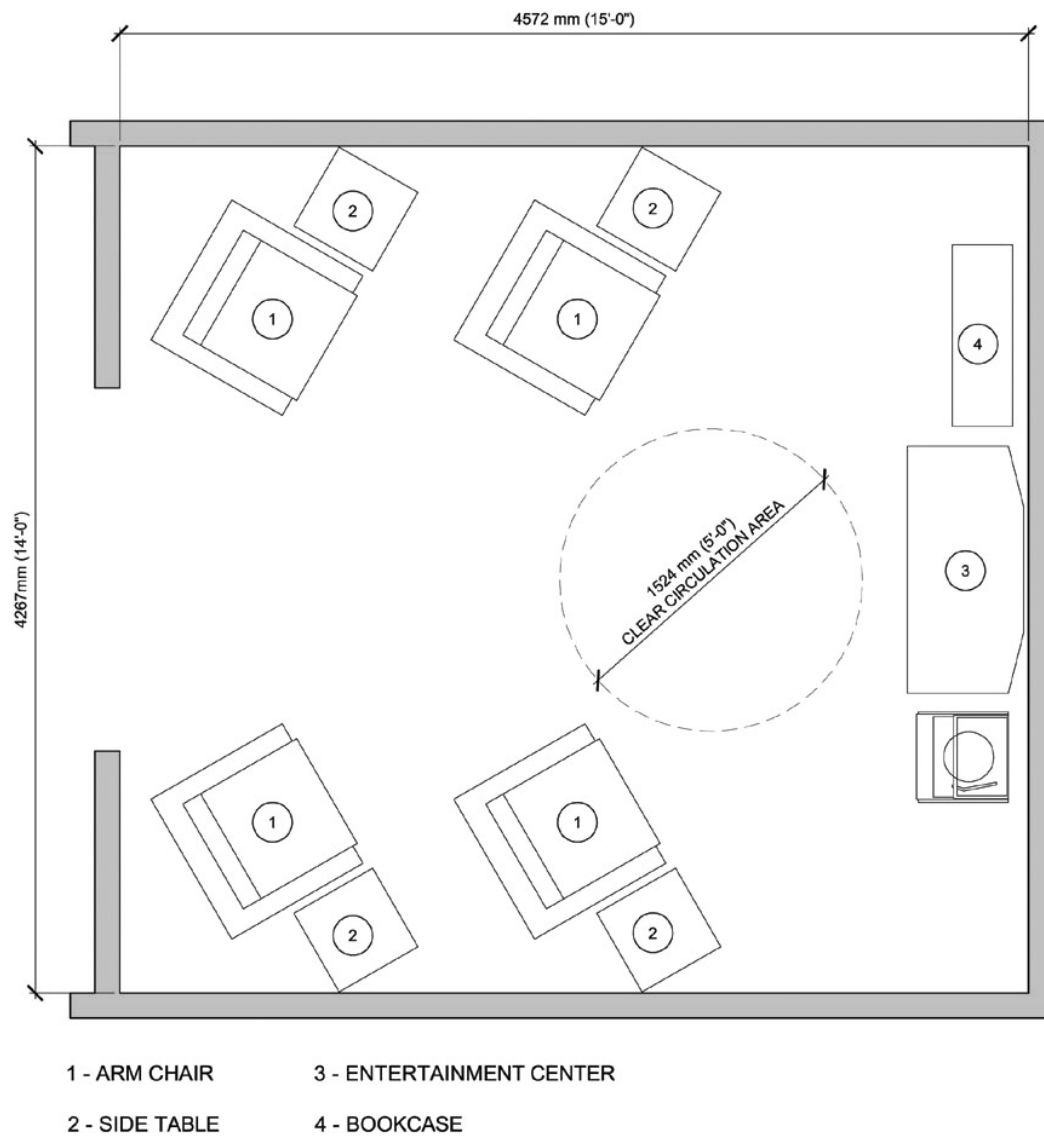 4572 mm (15'-0")
2
2
1
1
4
4267mm (14'-0")
1524 mm (5'-0")
CLEAR CIRCULATION AREA
3
1
1
2
2
1 - ARM CHAIR
3 - ENTERTAINMENT CENTER
2 - SIDE TABLE
4 - BOOKCASE